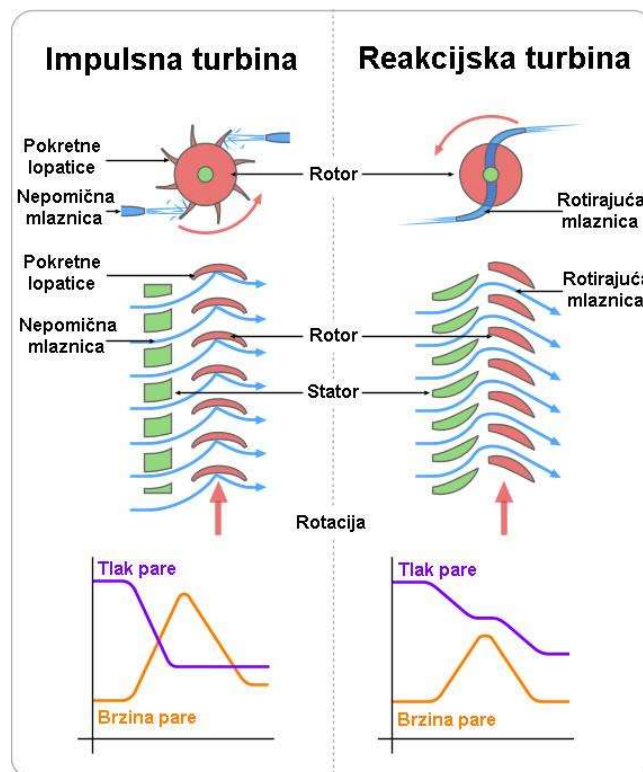 Impulsna turbina
Reakcijska turbina
Pokretne
lopatice
Nepomična
mlaznica
Rotor
Rotirajuća
mlaznica
Pokretne
lopatice
Nepomična
mlaznica
Rotirajuća
mlaznica
Rotor
Stator
Rotacija
Tlak pare
Brzina pare
Tlak pare
Brzina pare